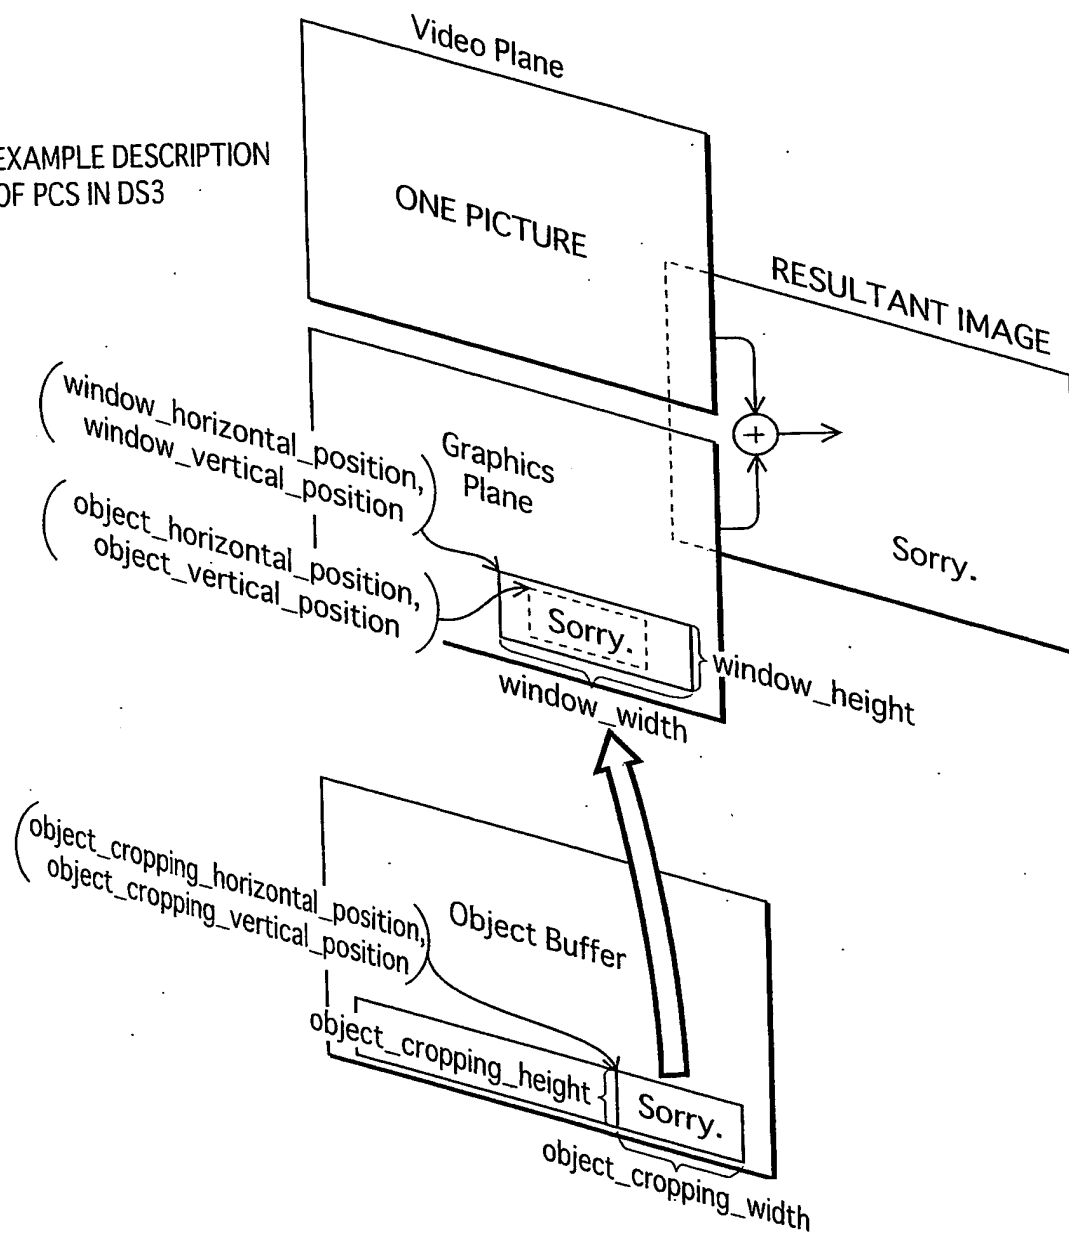 Video Plane
EXAMPLE DESCRIPTION
OF PCS IN DS3
ONE PICTURE
RESULTANT IMAGE
(window_horizontal_position,
window_vertical_position)
Graphics
Plane
+
(object_horizontal_position,
object_vertical_position)
Sorry.
Sorry.
window_height
window_width
(object_cropping_horizontal_position,
object_cropping_vertical_position)
Object Buffer
object_cropping_height
Sorry.
object_cropping_width